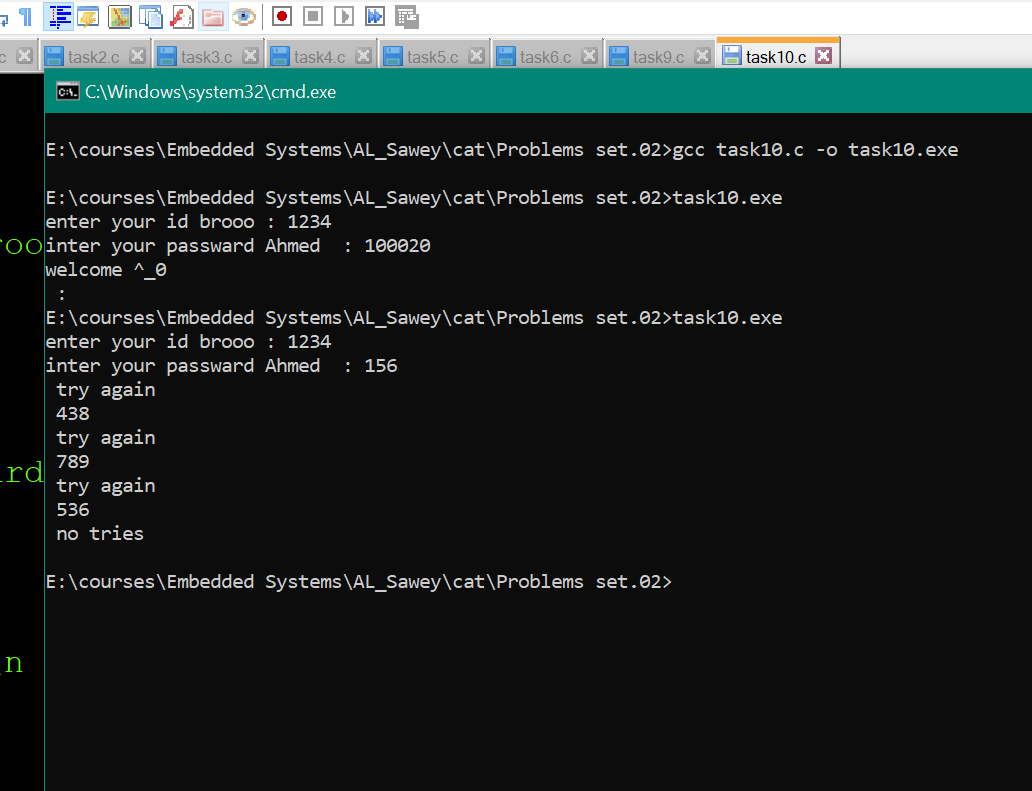 c task2.c task3.c task4.c task5.c task6.c task9.c task10.c
C:\Windows\system32\cmd.exe
E:\courses\Embedded Systems\AL_Sawey\cat\Problems set.02>gcc task10.c -o task10.exe
E:\courses\Embedded Systems\AL_Sawey\cat\Problems set.02>task10.exe
enter your id brooo : 1234
roo
inter your passward Ahmed  : 100020
welcome ^_0
:
E:\courses\Embedded Systems\AL_Sawey\cat\Problems set.02>task10.exe
enter your id brooo : 1234
inter your passward Ahmed  : 156
try again
438
try again
789
rd
try again
536
no tries
E:\courses\Embedded Systems\AL_Sawey\cat\Problems set.02>
n